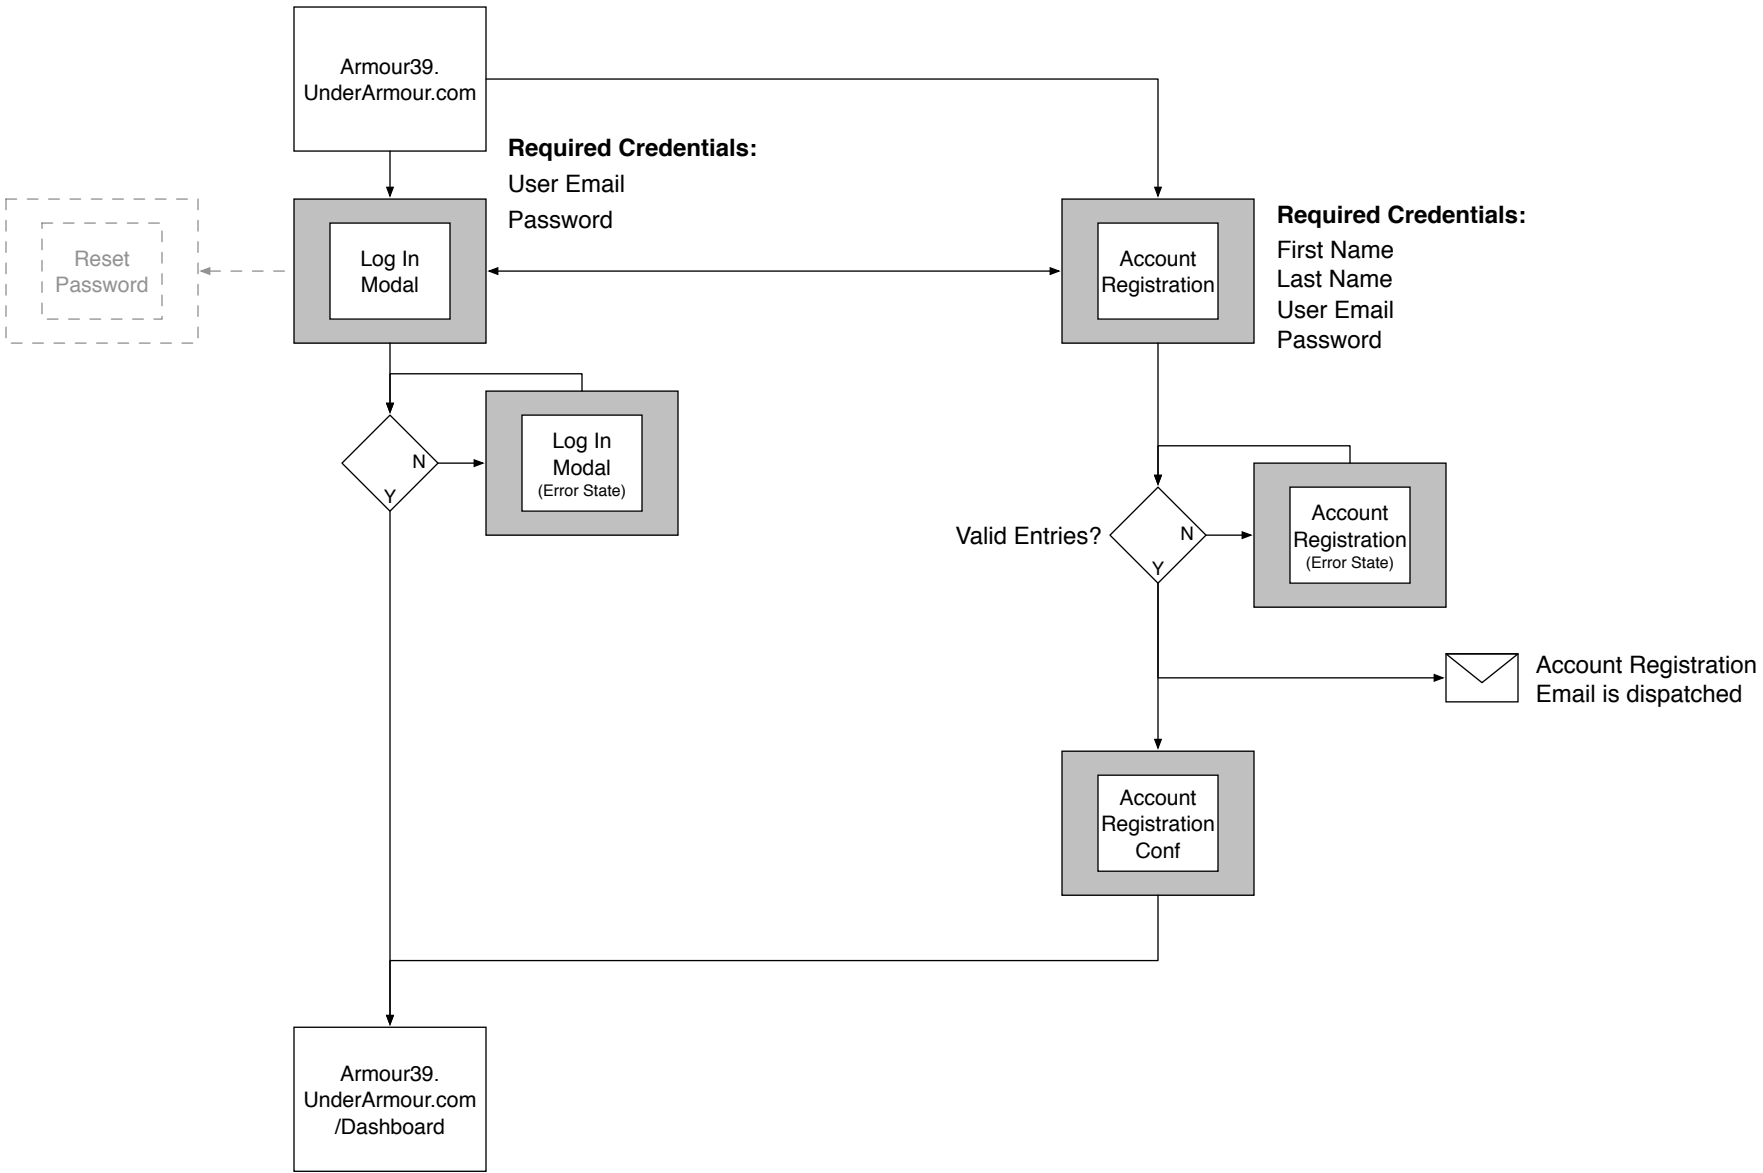 Armour39.
UnderArmour.com
Required Credentials:
User Email
Password
Reset
Password
Log In
Modal
Account
Registration
Required Credentials:
First Name
Last Name
User Email
Password
N
Y
Log In
Modal
(Error State)
Valid Entries?
N
Y
Account
Registration
(Error State)
Account Registration
Email is dispatched
Account
Registration
Conf
Armour39.
UnderArmour.com
/Dashboard